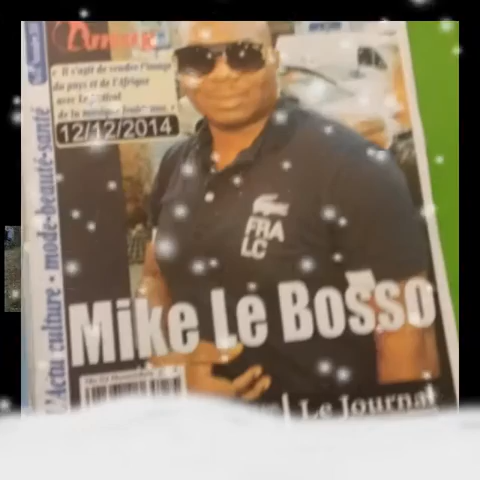 « Il s'agit de vendre l'image
du pays et de l'Afrique
avec Le
de la musique
12/12/2014
L'Actu culture • mode-beauté-santé
FRA
LC
Mike Le Bosso
Le Journal